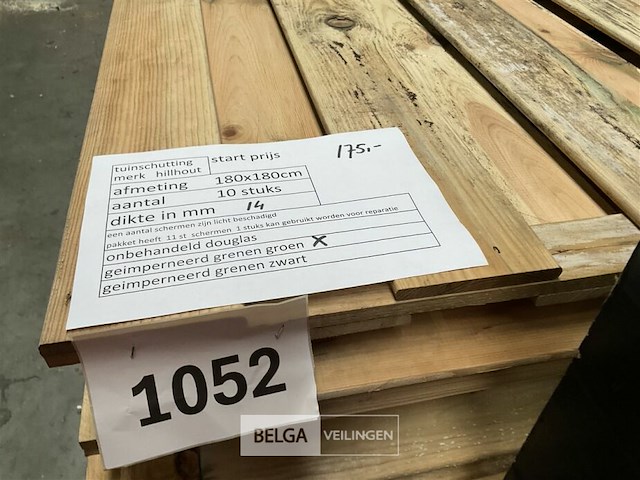 tuinschutting start prijs 175,-
merk hillhout
afmeting 180x180cm
aantal 10 stuks
dikte in mm 14
een aantal schermen zijn licht beschadigd
pakket heeft 11 st schermen 1 stuks kan gebruikt worden voor reparatie
onbehandeld douglas
geimperneerd grenen groen X
geimperneerd grenen zwart
1052
BELGA VEILINGEN